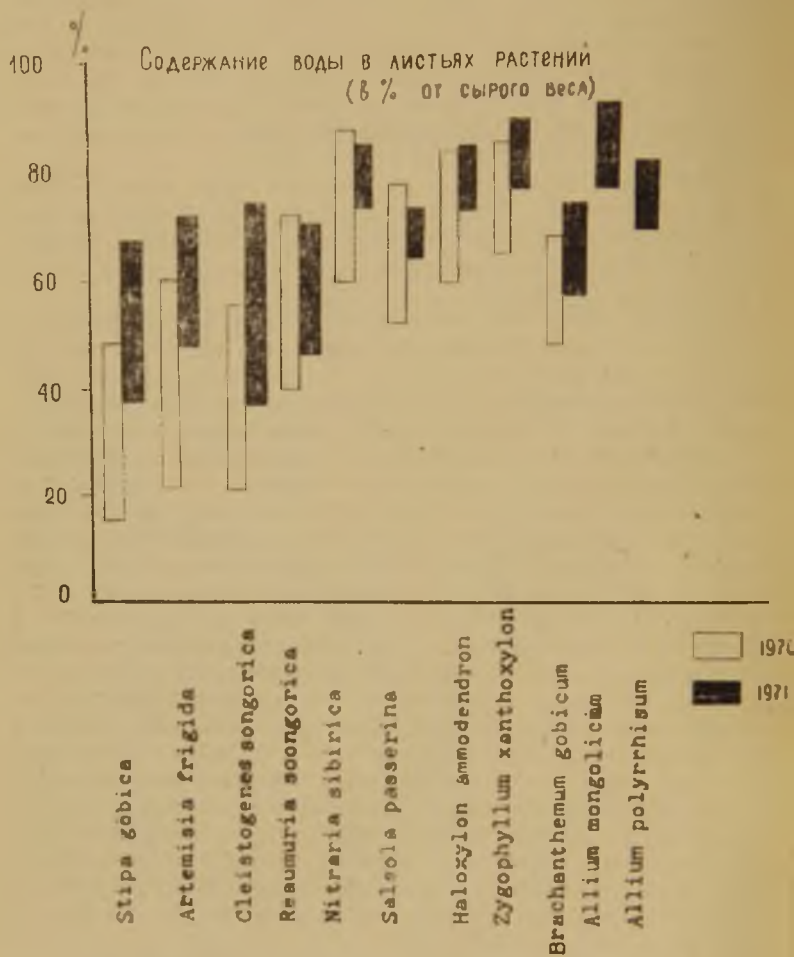 %
Содержание воды в листьях растений
(в % от сырого веса)
100
80
60
40
20
0
1970
1971
Stipa gobica
Artemisia frigida
Cleistogenes songorica
Reaumuria soongorica
Nitraria sibirica
Salsola passerina
Haloxylon ammodendron
Zygophyllum xanthoxylon
Brachanthemum gobicum
Allium mongolicum
Allium polyrrhisum